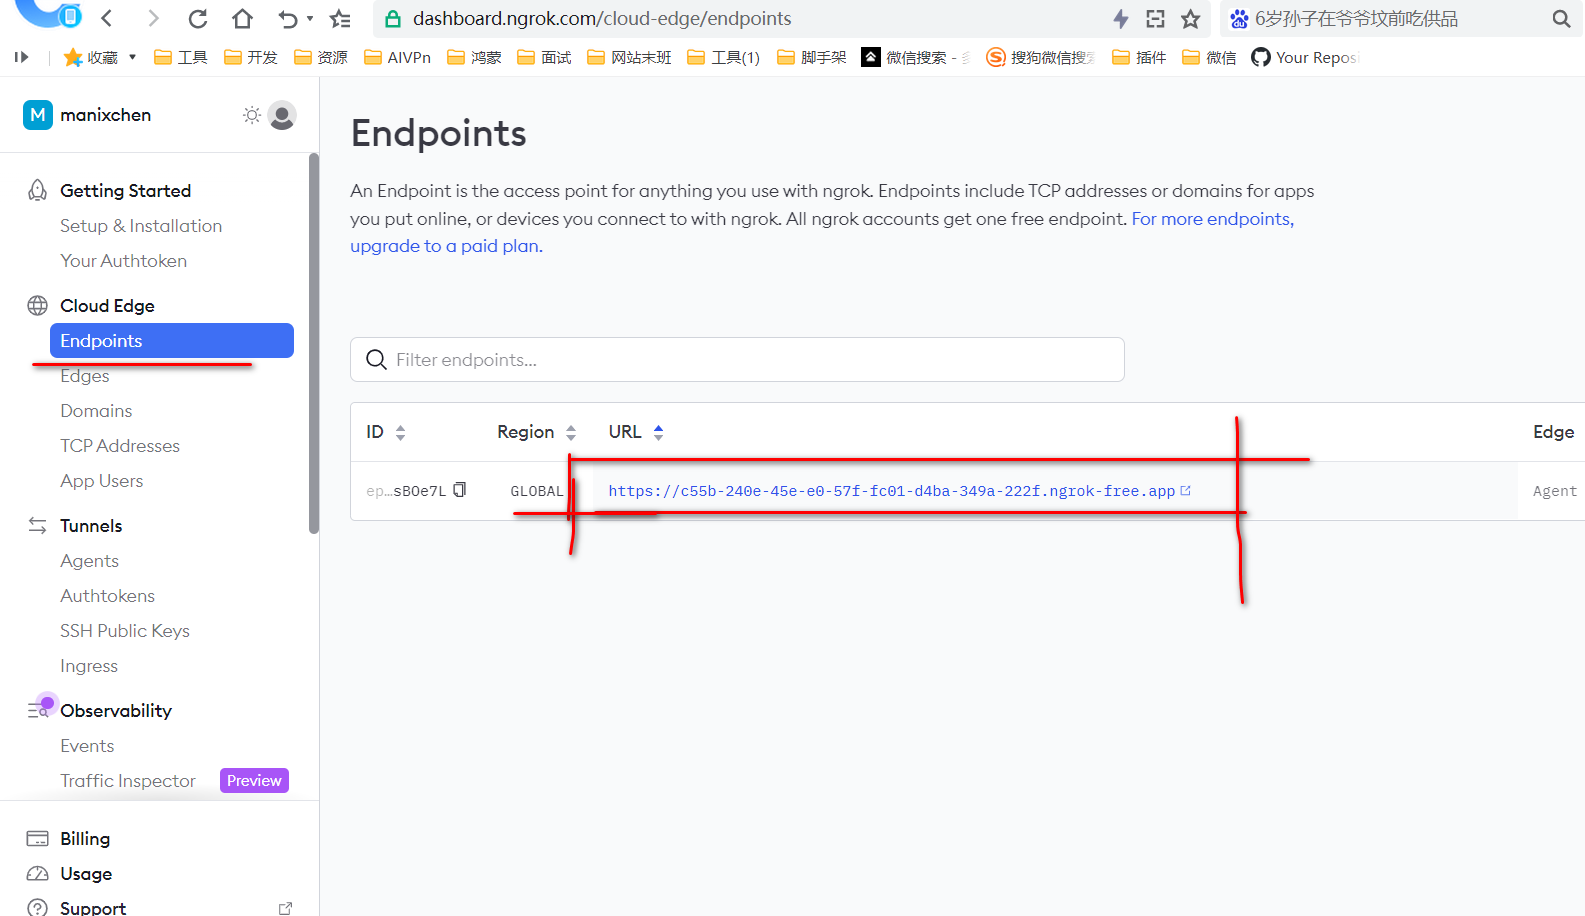 dashboard.ngrok.com/cloud-edge/endpoints
6岁孙子在爷爷坟前吃供品
收藏 工具 开发 资源 AIVPn 鸿蒙 面试 网站末班 工具(1) 脚手架 微信搜索 - 搜狗微信搜 插件 微信 Your Repos
M manixchen
Getting Started
Setup & Installation
Your Authtoken
Cloud Edge
Endpoints
Edges
Domains
TCP Addresses
App Users
Tunnels
Agents
Authtokens
SSH Public Keys
Ingress
Observability
Events
Traffic Inspector Preview
Billing
Usage
Support
Endpoints
An Endpoint is the access point for anything you use with ngrok. Endpoints include TCP addresses or domains for apps
you put online, or devices you connect to with ngrok. All ngrok accounts get one free endpoint. For more endpoints,
upgrade to a paid plan.
Filter endpoints...
ID Region URL Edge
ep…sBOe7L GLOBAL https://c55b-240e-45e-e0-57f-fc01-d4ba-349a-222f.ngrok-free.app Agent